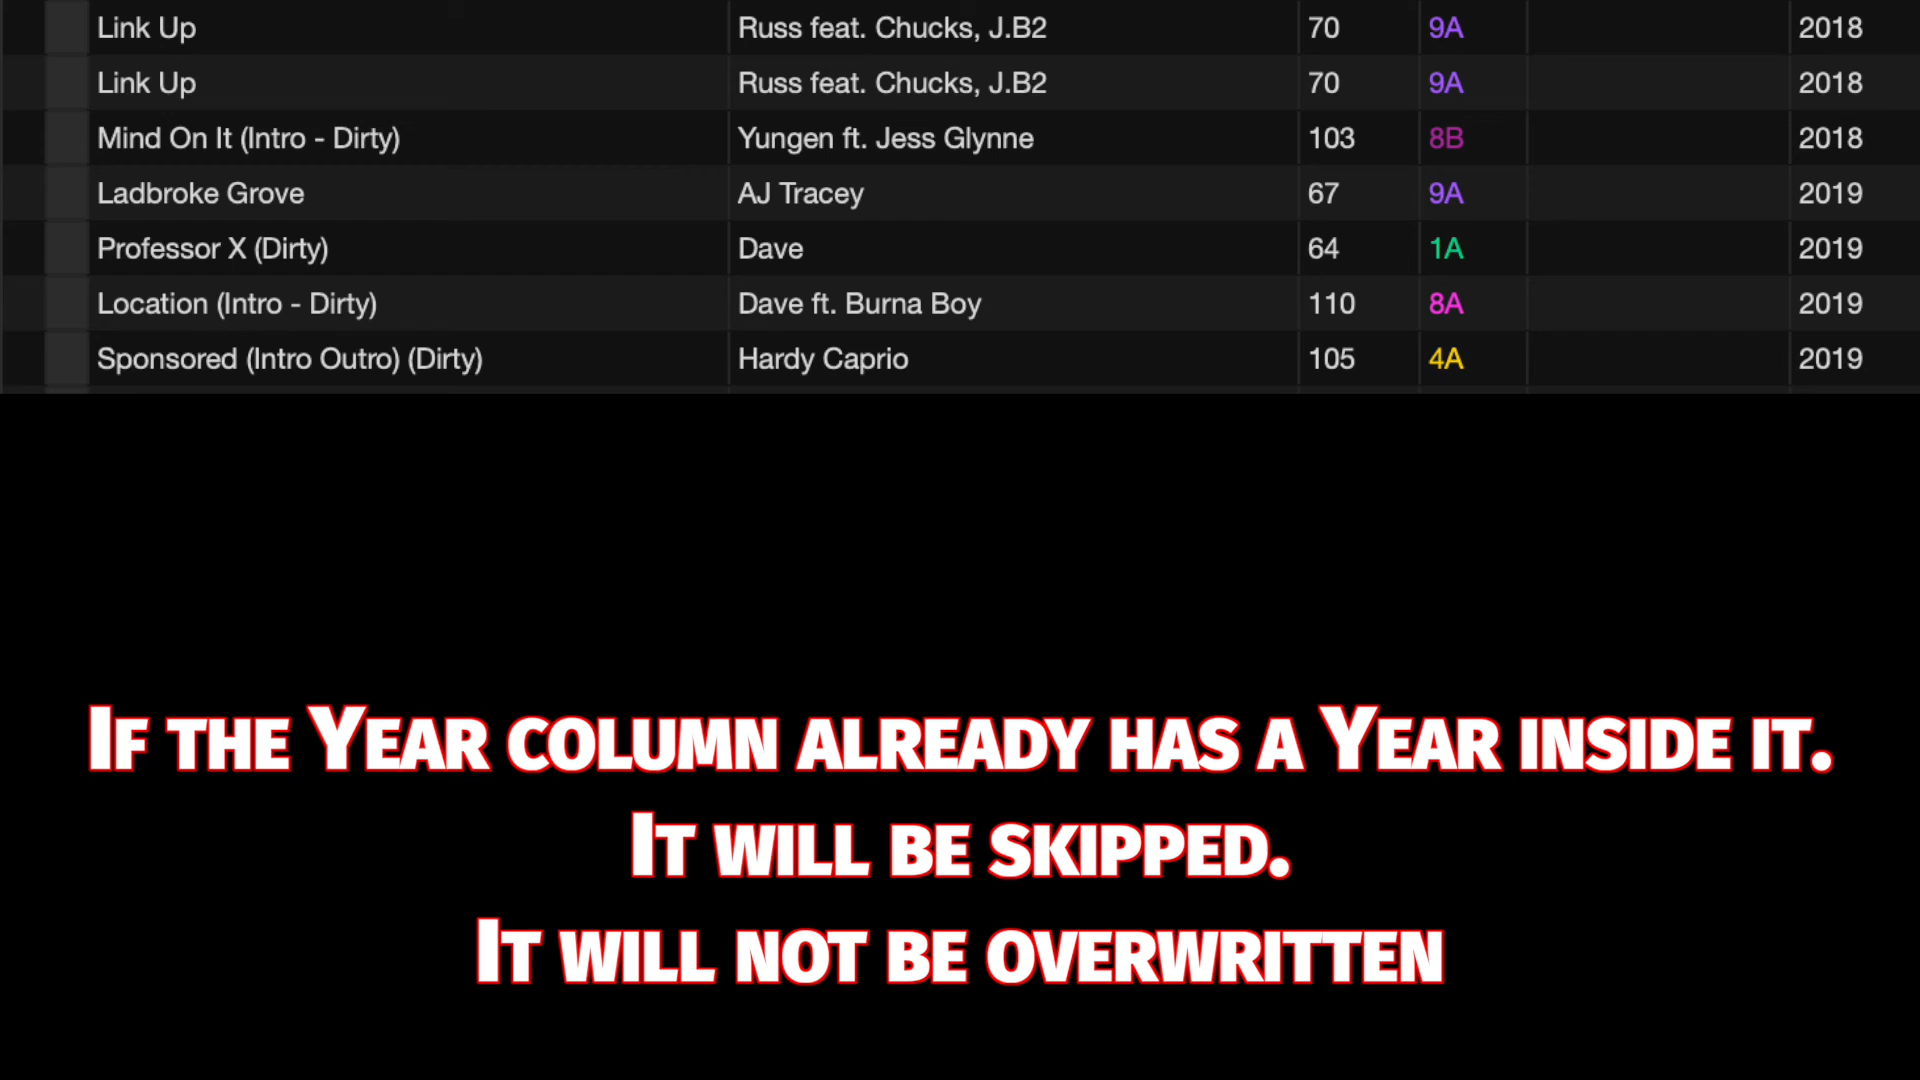 Link Up Russ feat. Chucks, J.B2 70 9A 2018
Link Up Russ feat. Chucks, J.B2 70 9A 2018
Mind On It (Intro - Dirty) Yungen ft. Jess Glynne 103 8B 2018
Ladbroke Grove AJ Tracey 67 9A 2019
Professor X (Dirty) Dave 64 1A 2019
Location (Intro - Dirty) Dave ft. Burna Boy 110 8A 2019
Sponsored (Intro Outro) (Dirty) Hardy Caprio 105 4A 2019
If the Year column already has a Year inside it.
It will be skipped.
It will not be overwritten